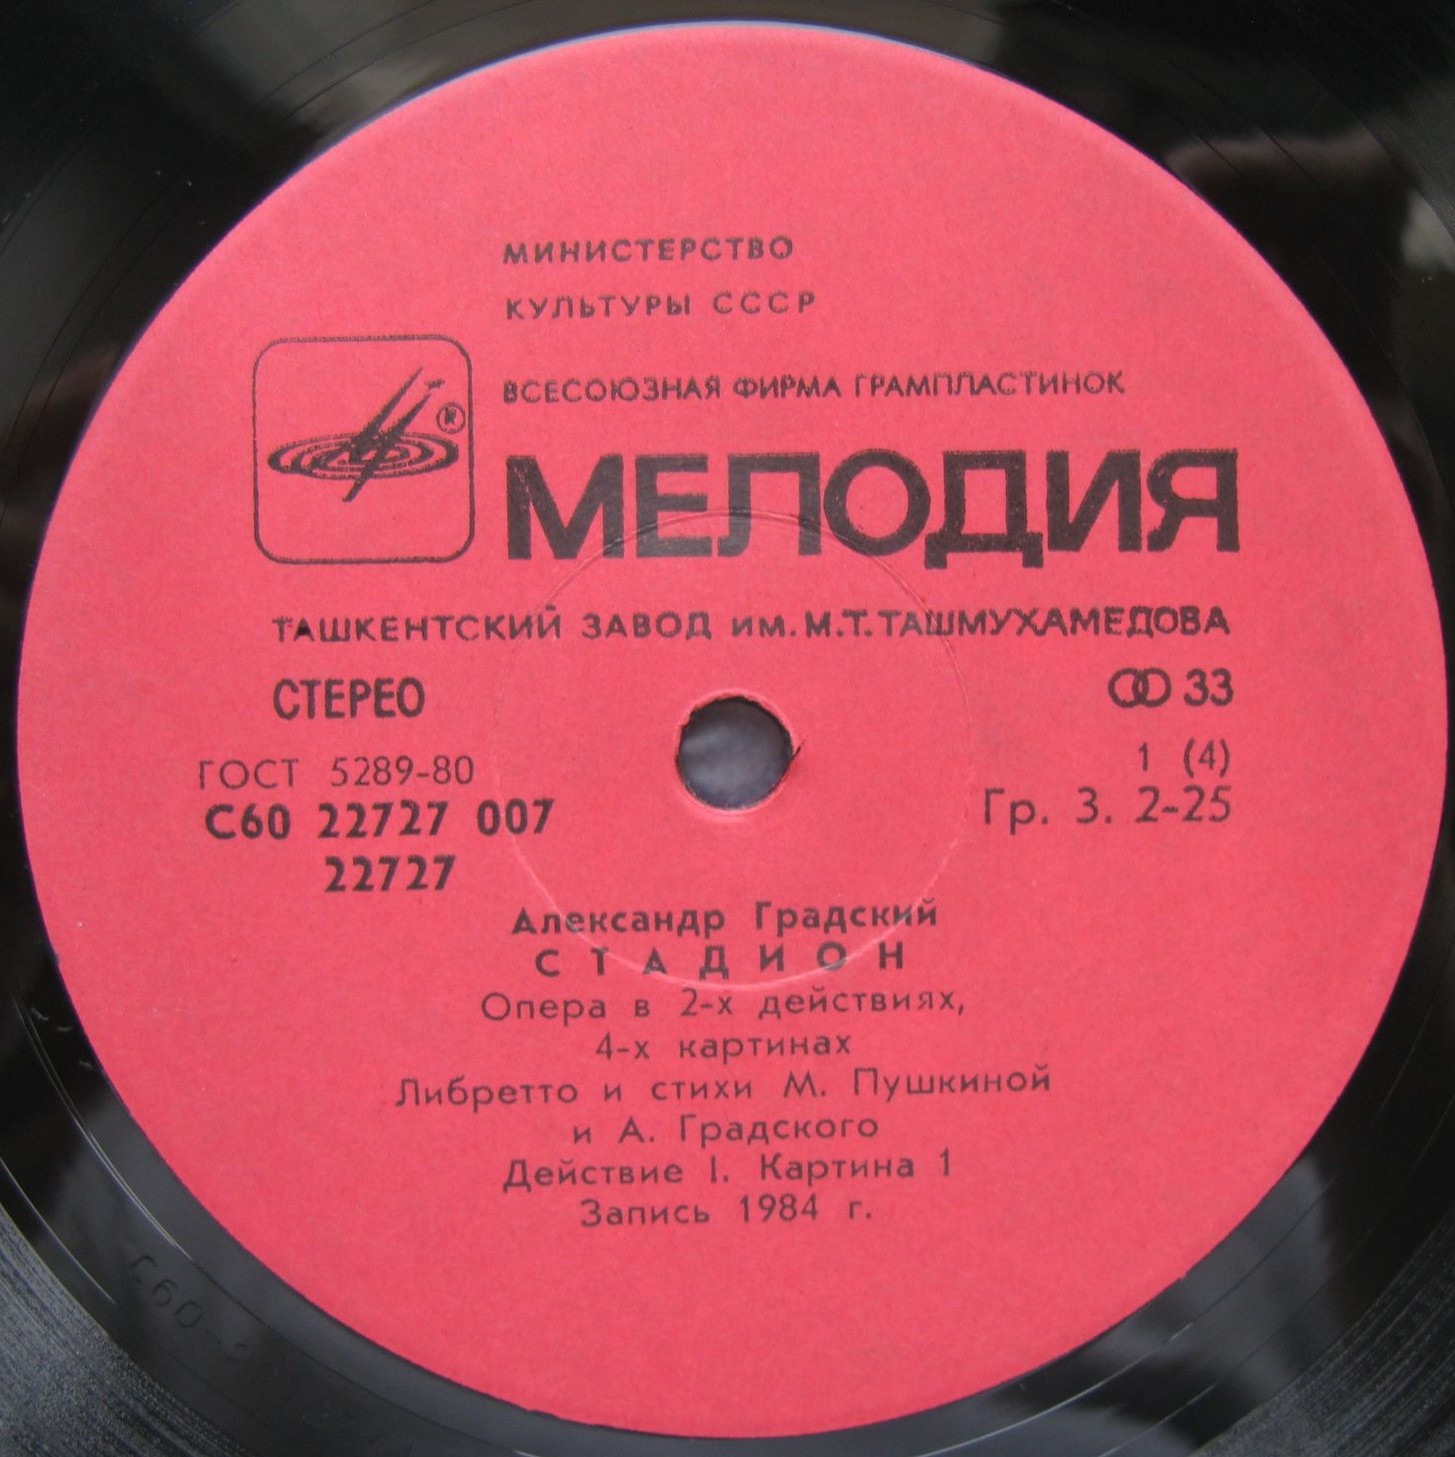 МИНИСТЕРСТВО
КУЛЬТУРЫ СССР
ВСЕСОЮЗНАЯ ФИРМА ГРАМПЛАСТИНОК
®
МЕЛОДИЯ
ТАШКЕНТСКИЙ ЗАВОД ИМ. М.Т. ТАШМУХАМЕДОВА
СТЕРЕО
33
ГОСТ 5289-80
1 (4)
С60 22727 007
Гр. 3. 2-25
22727
Александр Градский
СТАДИОН
Опера в 2-х действиях,
4-х картинах
Либретто и стихи М. Пушкиной
и А. Градского
Действие I. Картина 1
Запись 1984 г.